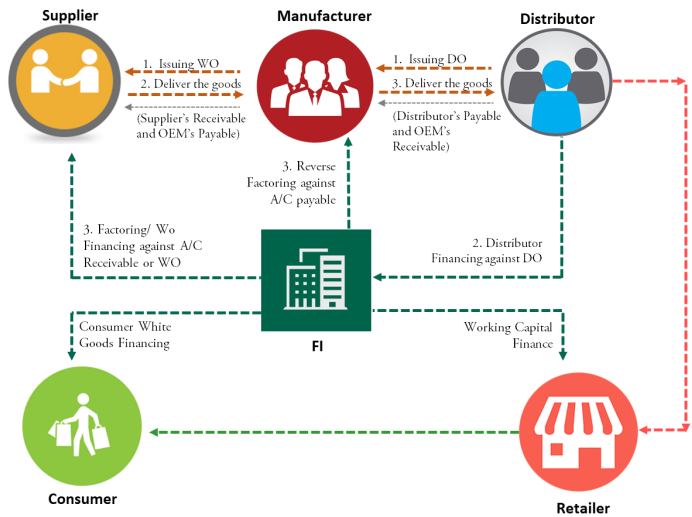 Supplier
Manufacturer
Distributor
1. Issuing WO
2. Deliver the goods
(Supplier's Receivable
and OEM's Payable)
1. Issuing DO
3. Deliver the goods
(Distributor's Payable
and OEM's
Receivable)
3. Reverse
Factoring against
A/C payable
3. Factoring/ Wo
Financing against A/C
Receivable or WO
2. Distributor
Financing against DO
FI
Consumer White
Goods Financing
Working Capital
Finance
Consumer
Retailer